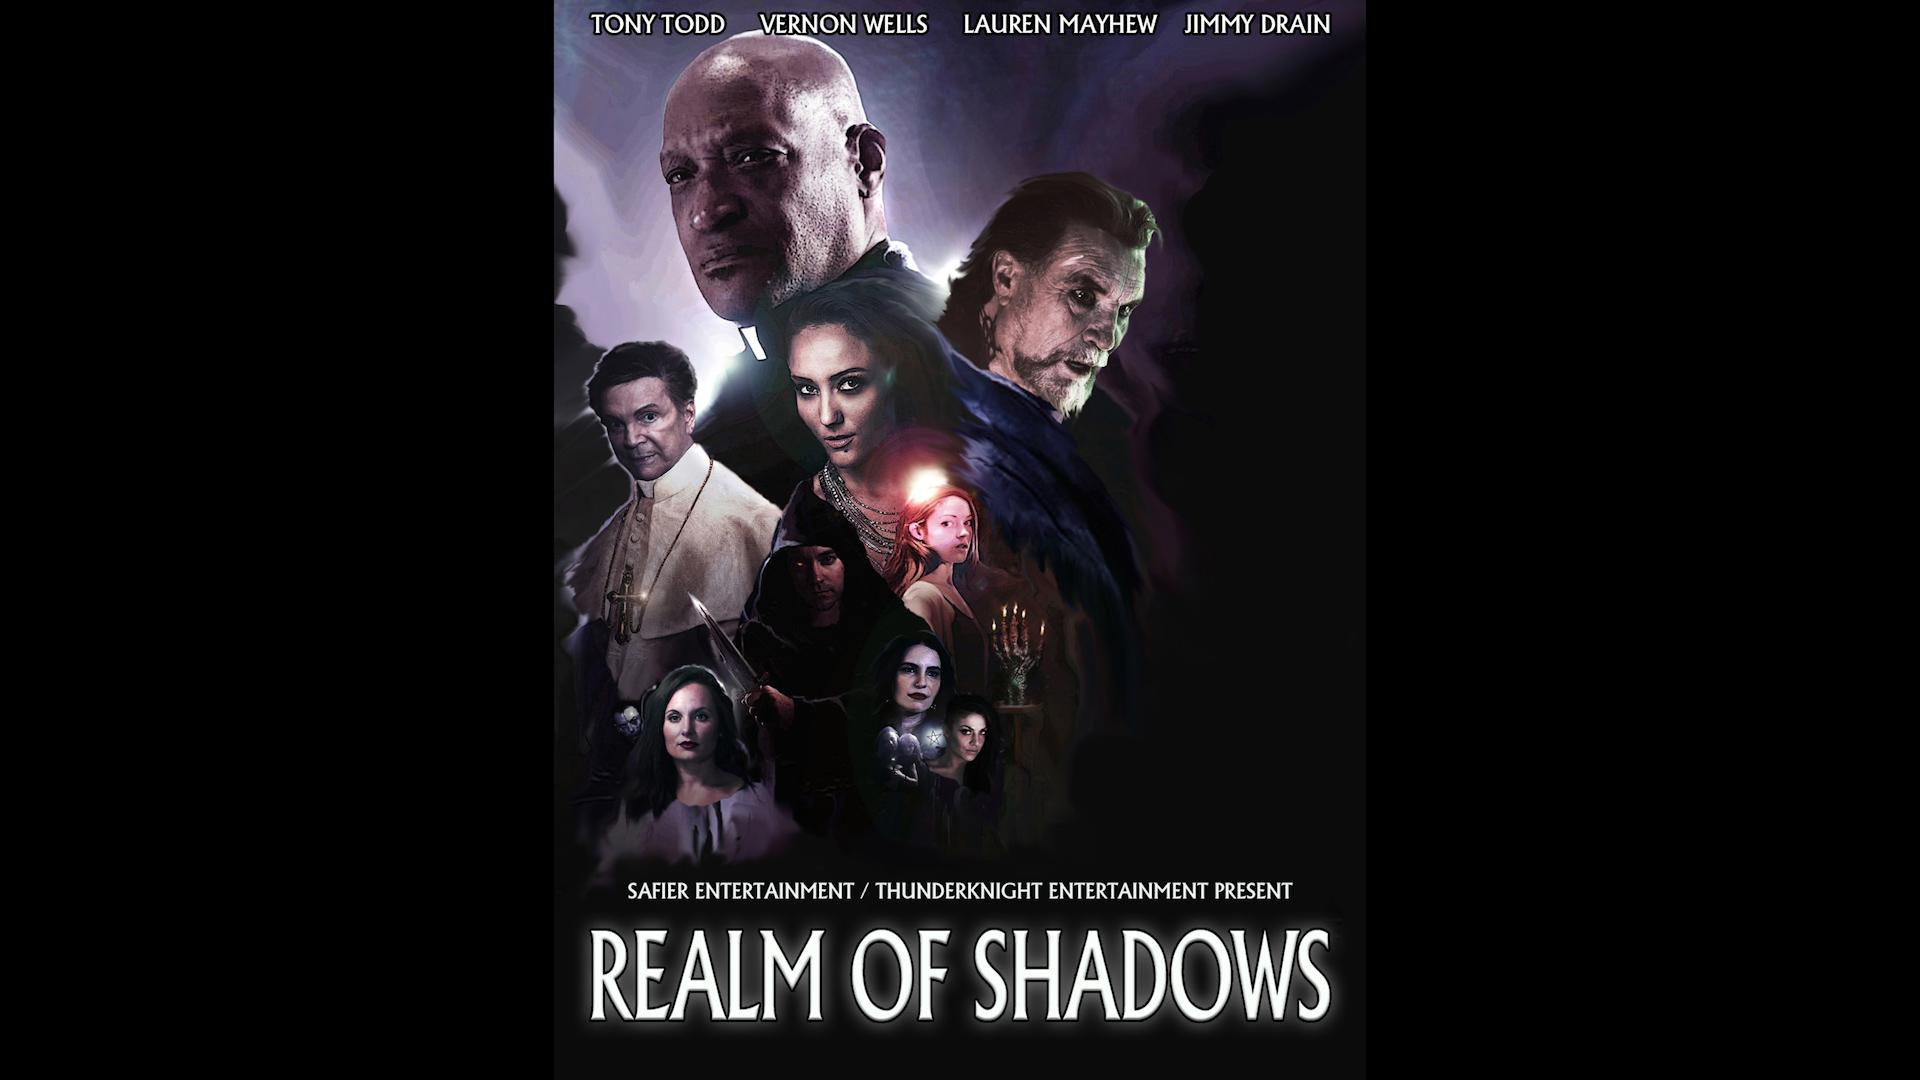 TONY TODD VERNON WELLS LAUREN MAYHEW JIMMY DRAIN
SAFIER ENTERTAINMENT / THUNDERKNIGHT ENTERTAINMENT PRESENT
REALM OF SHADOWS